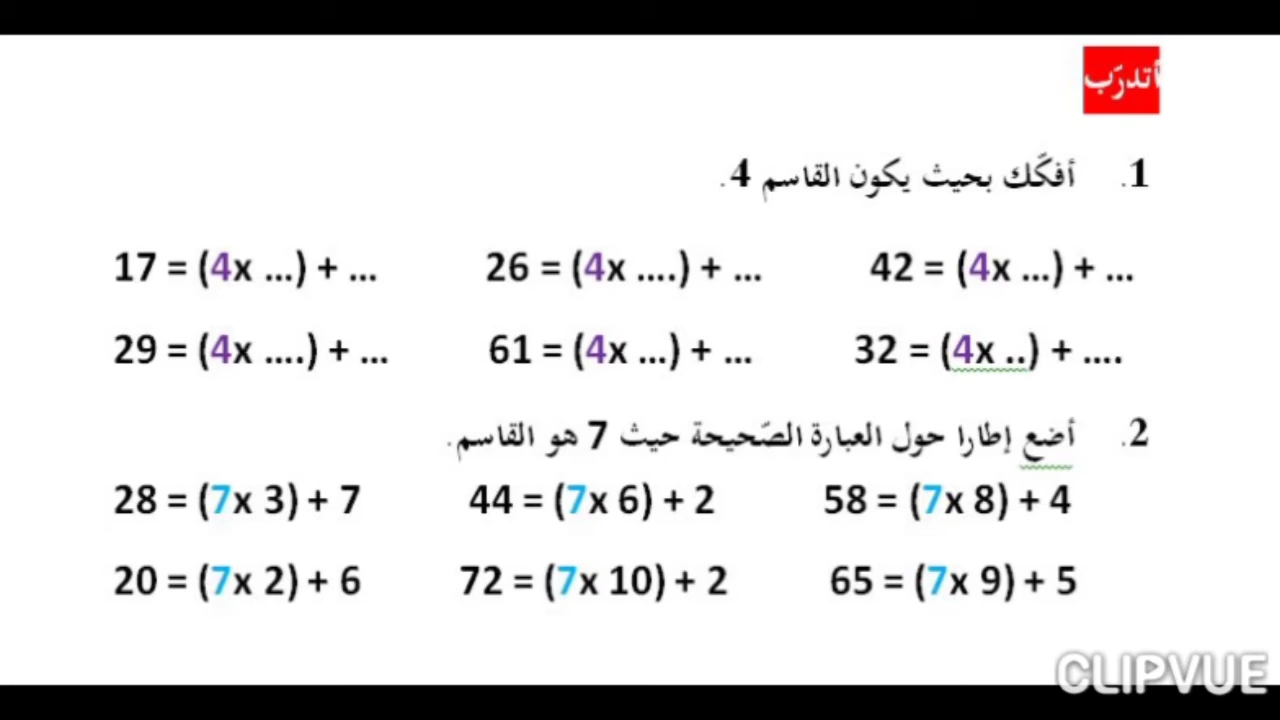 أتدرّب
1. أفكّك بحيث يكون القاسم 4.
17 = (4x ...) + ... 26 = (4x ....) + ... 42 = (4x ...) + ...
29 = (4x ....) + ... 61 = (4x ...) + ... 32 = (4x ..) + ....
2. أضع إطارا حول العبارة الصّحيحة حيث 7 هو القاسم.
28 = (7x 3) + 7 44 = (7x 6) + 2 58 = (7x 8) + 4
20 = (7x 2) + 6 72 = (7x 10) + 2 65 = (7x 9) + 5
CLIPVUE